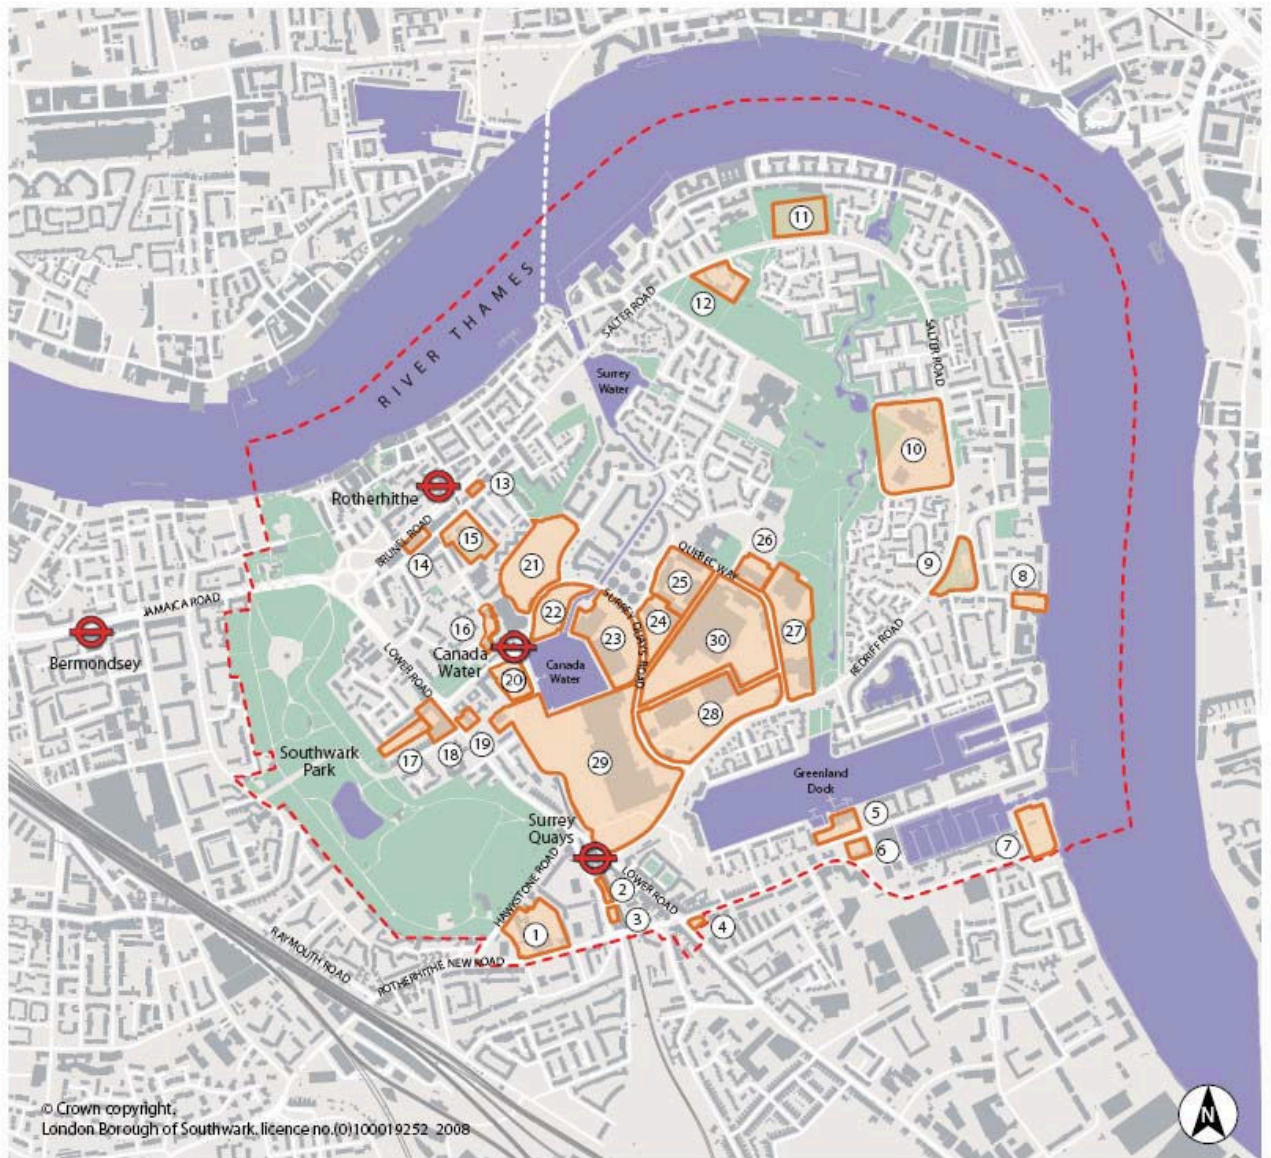 11
12
SALTER ROAD
SALTER ROAD
RIVER THAMES
Surrey
Water
10
Rotherhithe
13
BRUNEL ROAD
15
14
21
QUEBEC WAY
26
25
9
8
JAMAICA ROAD
Bermondsey
16
22
SURREY QUAYS ROAD
24
23
30
27
REDRIFF ROAD
Canada
Water
LOWER ROAD
20
Canada
Water
28
17
18
19
29
Southwark
Park
Greenland
Dock
5
6
7
Surrey
Quays
HAWKSTONE ROAD
LOWER ROAD
2
3
4
1
RAYMOUTH ROAD
ROTHERHITHE NEW ROAD
© Crown copyright,
London Borough of Southwark. licence no.(0)100019252 2008
N